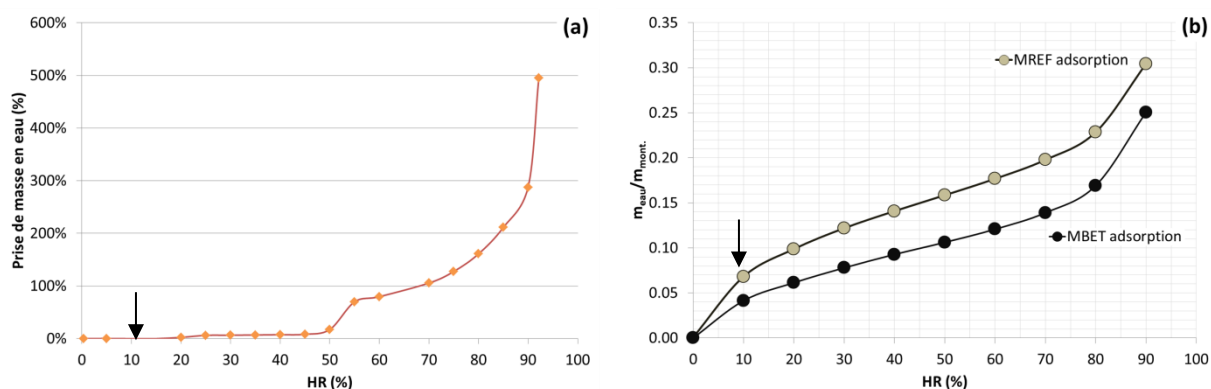 (a)
Prise de masse en eau (%)
600%
500%
400%
300%
200%
100%
0%
0 10 20 30 40 50 60 70 80 90 100
HR (%)
(b)
m_eau/m_mont.
0.35
0.30
0.25
0.20
0.15
0.10
0.05
0.00
MREF adsorption
MBET adsorption
0 10 20 30 40 50 60 70 80 90 100
HR (%)